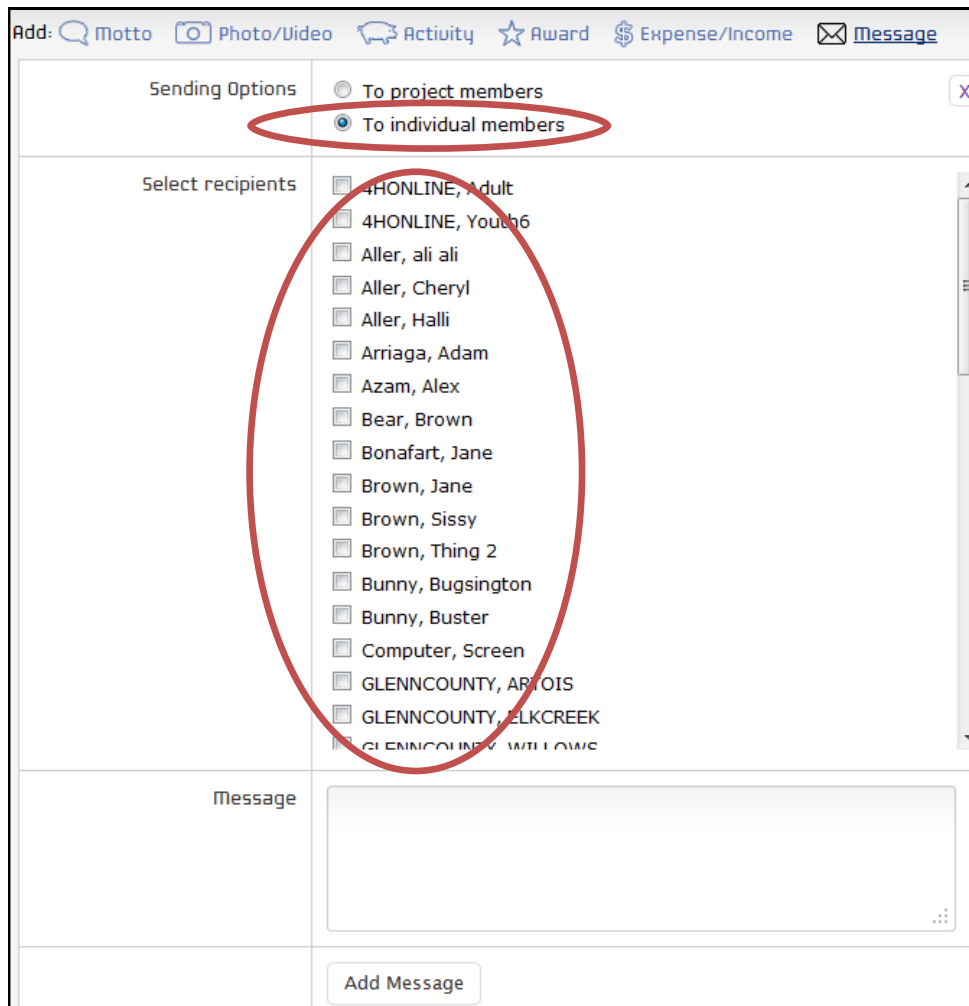 Add: Motto Photo/Video Activity Award Expense/Income Message
Sending Options To project members X
To individual members
Select recipients 4HONLINE, Adult
4HONLINE, Youth6
Aller, ali ali
Aller, Cheryl
Aller, Halli
Arriaga, Adam
Azam, Alex
Bear, Brown
Bonafart, Jane
Brown, Jane
Brown, Sissy
Brown, Thing 2
Bunny, Bugsington
Bunny, Buster
Computer, Screen
GLENNCOUNTY, ARTOIS
GLENNCOUNTY, ELKCREEK
GLENNCOUNTY, WILLOWS
Message
Add Message